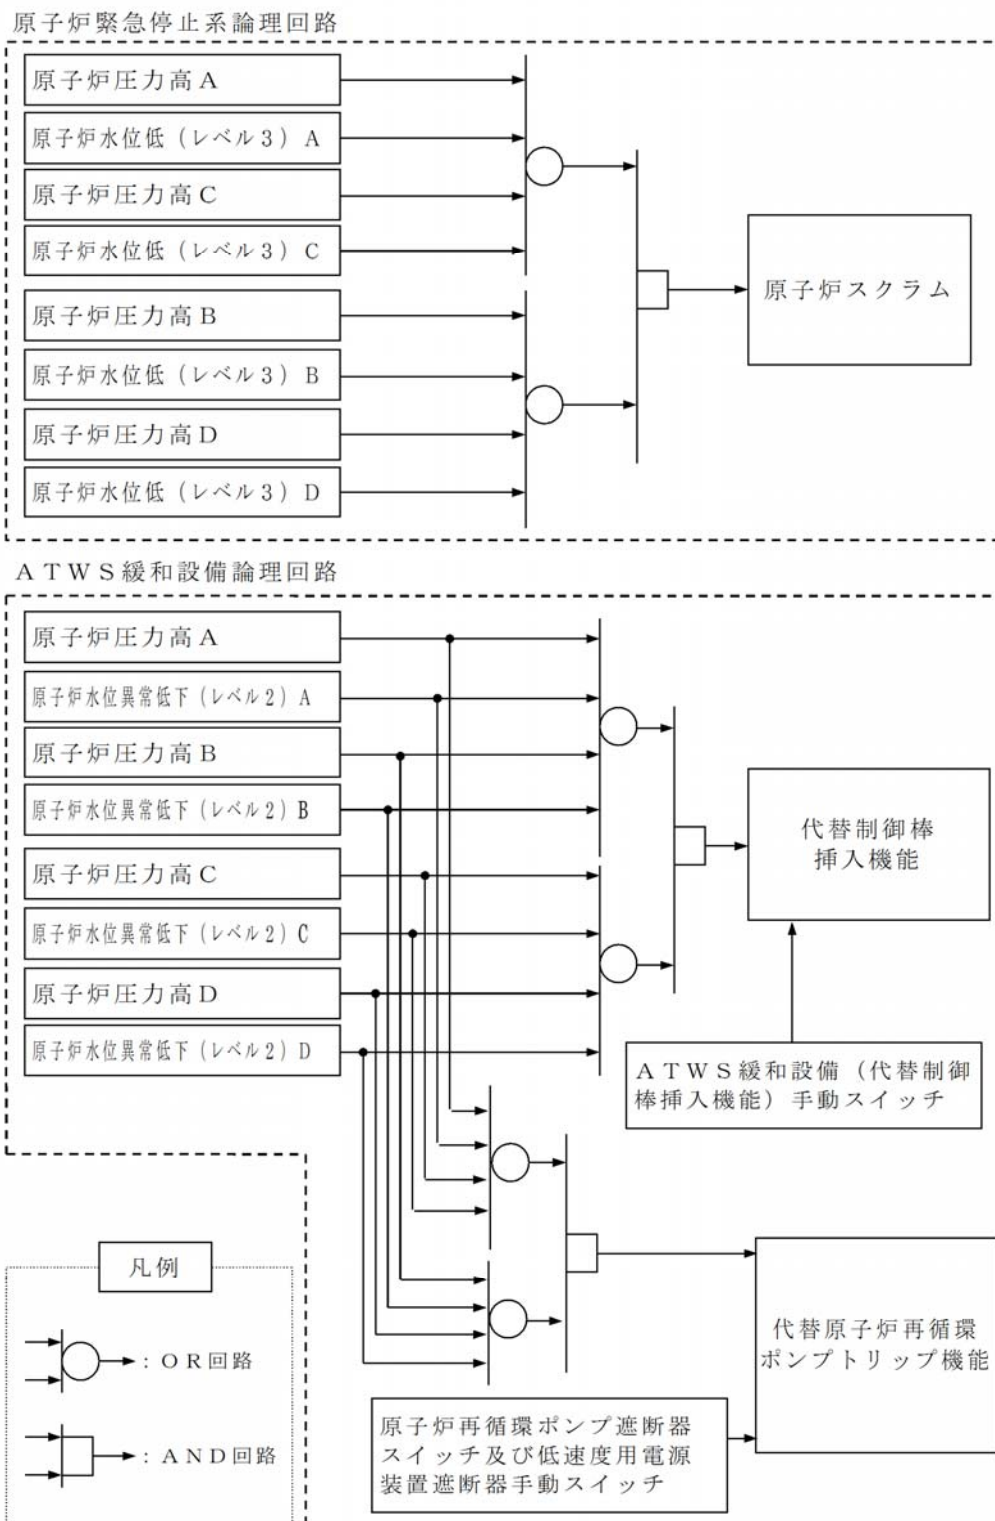 原子炉緊急停止系論理回路
原子炉圧力高A
原子炉水位低（レベル3）A
原子炉圧力高C
原子炉水位低（レベル3）C
原子炉圧力高B
原子炉水位低（レベル3）B
原子炉圧力高D
原子炉水位低（レベル3）D
原子炉スクラム
ATWS緩和設備論理回路
原子炉圧力高A
原子炉水位異常低下（レベル2）A
原子炉圧力高B
原子炉水位異常低下（レベル2）B
原子炉圧力高C
原子炉水位異常低下（レベル2）C
原子炉圧力高D
原子炉水位異常低下（レベル2）D
代替制御棒
挿入機能
ATWS緩和設備（代替制御
棒挿入機能）手動スイッチ
代替原子炉再循環
ポンプトリップ機能
原子炉再循環ポンプ遮断器
スイッチ及び低速度用電源
装置遮断器手動スイッチ
凡例
：OR回路
：AND回路